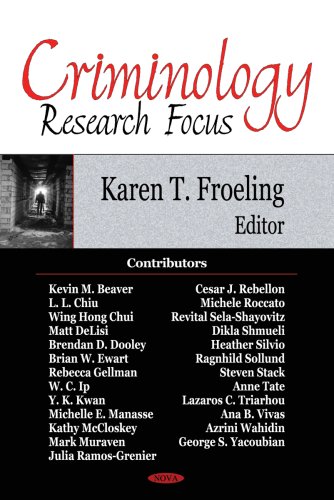 Criminology
Research Focus
Karen T. Froeling
Editor
Contributors
Kevin M. Beaver
L. L. Chiu
Wing Hong Chui
Matt DeLisi
Brendan D. Dooley
Brian W. Ewart
Rebecca Gellman
W. C. Ip
Y. K. Kwan
Michelle E. Manasse
Kathy McCloskey
Mark Muraven
Julia Ramos-Grenier
Cesar J. Rebellon
Michele Roccato
Revital Sela-Shayovitz
Dikla Shmueli
Heather Silvio
Ragnhild Sollund
Steven Stack
Anne Tate
Lazaros C. Triarhou
Ana B. Vivas
Azrini Wahidin
George S. Yacoubian
NOVA